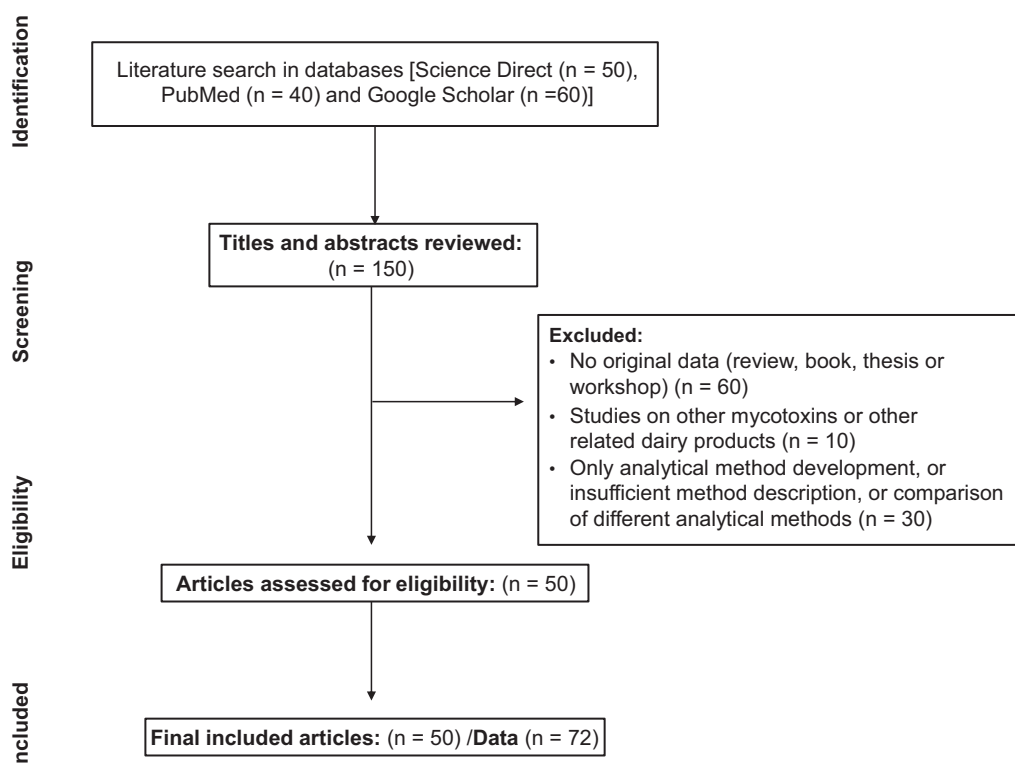 Identification
Literature search in databases [Science Direct (n = 50),
PubMed (n = 40) and Google Scholar (n =60)]
Screening
Titles and abstracts reviewed:
(n = 150)
Excluded:
• No original data (review, book, thesis or
workshop) (n = 60)
• Studies on other mycotoxins or other
related dairy products (n = 10)
• Only analytical method development, or
insufficient method description, or comparison
of different analytical methods (n = 30)
Eligibility
Articles assessed for eligibility: (n = 50)
ncluded
Final included articles: (n = 50) /Data (n = 72)